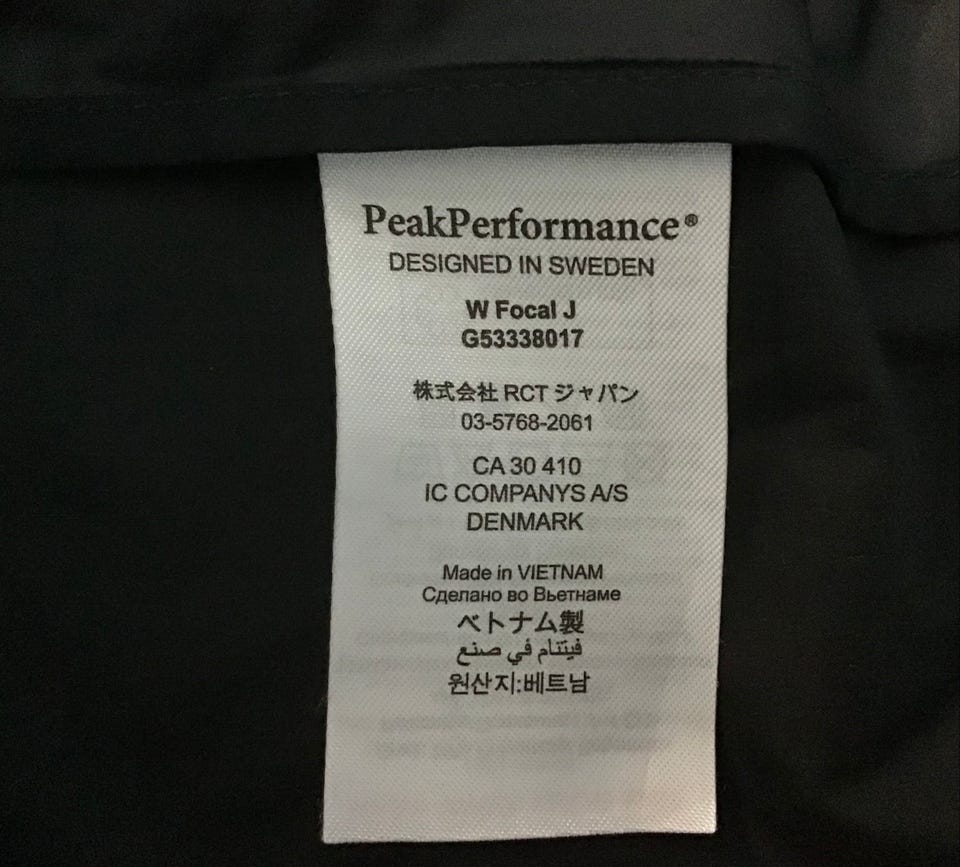 PeakPerformance®
DESIGNED IN SWEDEN
W Focal J
G53338017
株式会社 RCT ジャパン
03-5768-2061
CA 30 410
IC COMPANYS A/S
DENMARK
Made in VIETNAM
Сделано во Вьетнаме
ベトナム製
فيتنام في صنع
원산지:베트남